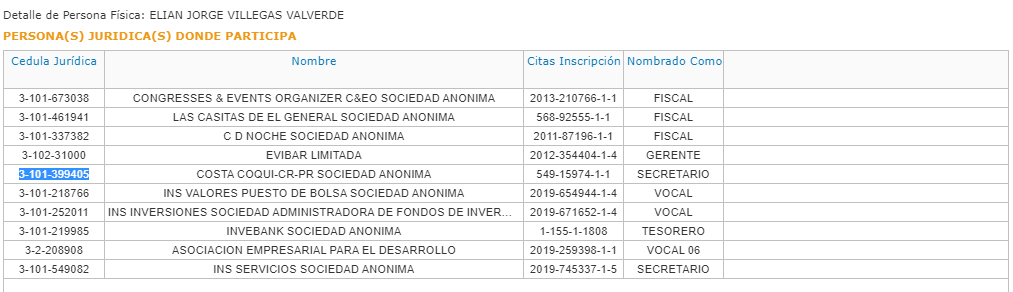 Detalle de Persona Física: ELIAN JORGE VILLEGAS VALVERDE
PERSONA(S) JURIDICA(S) DONDE PARTICIPA
Cedula Jurídica Nombre Citas Inscripción Nombrado Como
3-101-673038 CONGRESSES & EVENTS ORGANIZER C&EO SOCIEDAD ANONIMA 2013-210766-1-1 FISCAL
3-101-461941 LAS CASITAS DE EL GENERAL SOCIEDAD ANONIMA 568-92555-1-1 FISCAL
3-101-337382 C D NOCHE SOCIEDAD ANONIMA 2011-87196-1-1 FISCAL
3-102-31000 EVIBAR LIMITADA 2012-354404-1-4 GERENTE
3-101-399405 COSTA COQUI-CR-PR SOCIEDAD ANONIMA 549-15974-1-1 SECRETARIO
3-101-218766 INS VALORES PUESTO DE BOLSA SOCIEDAD ANONIMA 2019-654944-1-4 VOCAL
3-101-252011 INS INVERSIONES SOCIEDAD ADMINISTRADORA DE FONDOS DE INVER... 2019-671652-1-4 VOCAL
3-101-219985 INVEBANK SOCIEDAD ANONIMA 1-155-1-1808 TESORERO
3-2-208908 ASOCIACION EMPRESARIAL PARA EL DESARROLLO 2019-259398-1-1 VOCAL 06
3-101-549082 INS SERVICIOS SOCIEDAD ANONIMA 2019-745337-1-5 SECRETARIO